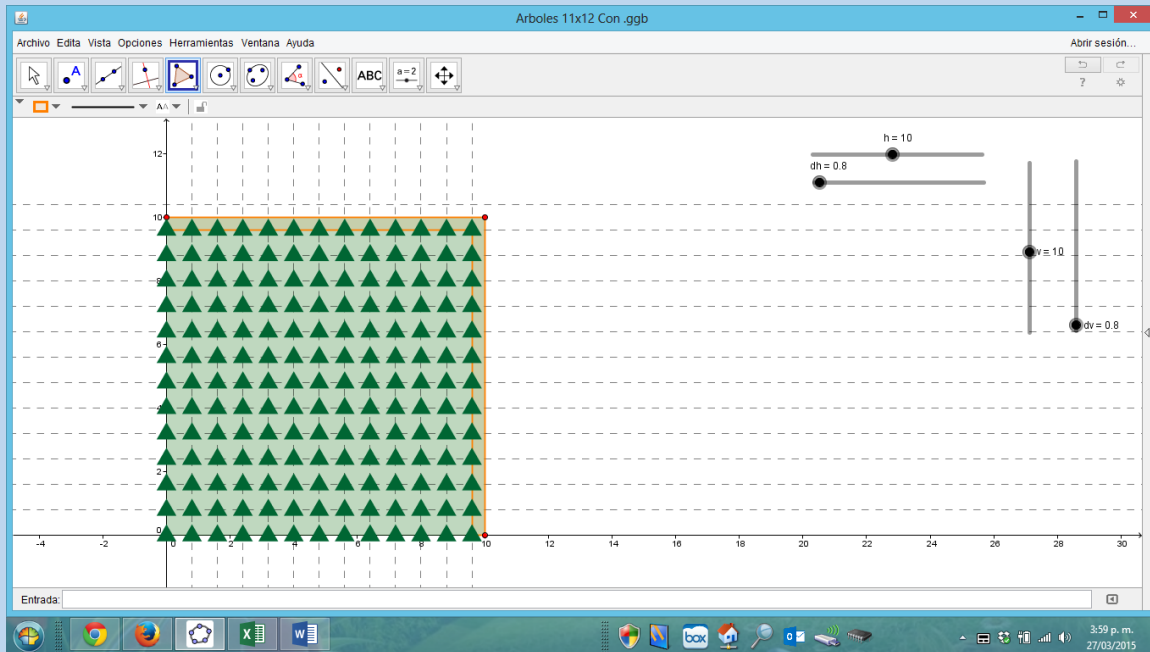 Arboles 11x12 Con .ggb
Archivo Edita Vista Opciones Herramientas Ventana Ayuda Abrir sesión...
A ABC a=2
AA
?
h = 10
dh = 0.8
v = 10
dv = 0.8
12
10
8
6
4
2
0
-4 -2 0 2 4 6 8 10 12 14 16 18 20 22 24 26 28 30
Entrada:
box
3:59 p. m.
27/03/2015